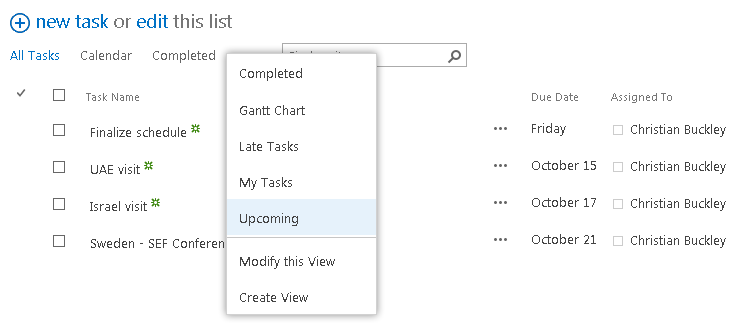 new task or edit this list
All Tasks Calendar Completed
Completed
Gantt Chart
Late Tasks
My Tasks
Upcoming
Modify this View
Create View
Task Name Due Date Assigned To
Finalize schedule ... Friday Christian Buckley
UAE visit ... October 15 Christian Buckley
Israel visit ... October 17 Christian Buckley
Sweden - SEF Conferen ... October 21 Christian Buckley